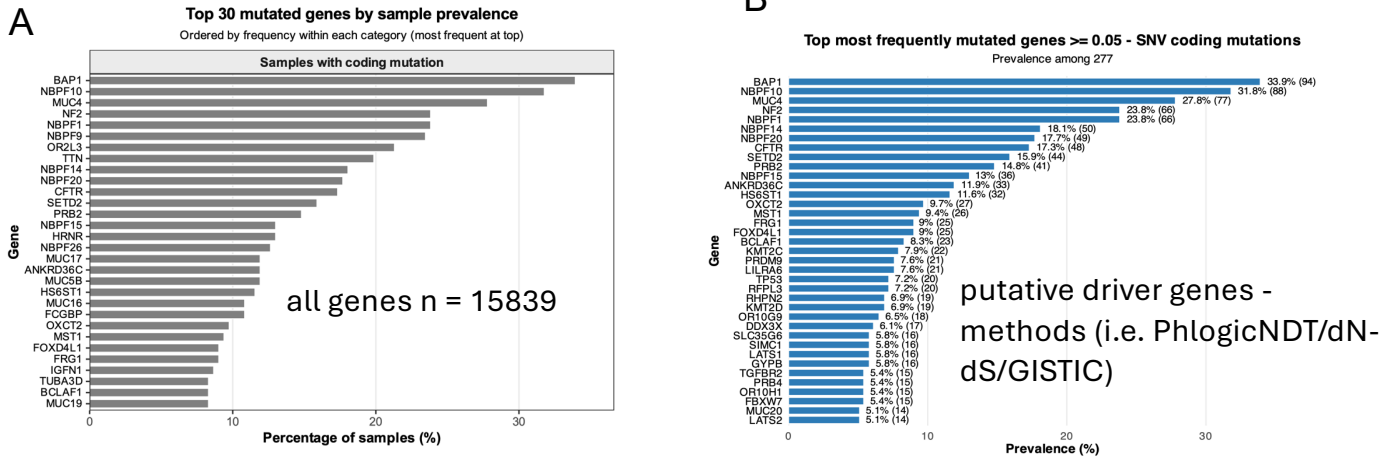 A
Top 30 mutated genes by sample prevalence
Ordered by frequency within each category (most frequent at top)
Samples with coding mutation
Gene
BAP1
NBPF10
MUC4
NF2
NBPF1
NBPF9
OR2L3
TTN
NBPF14
NBPF20
CFTR
SETD2
PRB2
NBPF15
HRNR
NBPF26
MUC17
ANKRD36C
MUC5B
HS6ST1
MUC16
FCGBP
OXCT2
MST1
FOXD4L1
FRG1
IGFN1
TUBA3D
BCLAF1
MUC19
all genes n = 15839
0 10 20 30
Percentage of samples (%)
B
Top most frequently mutated genes >= 0.05 - SNV coding mutations
Prevalence among 277
Gene
BAP1 33.9% (94)
NBPF10 31.8% (88)
MUC4 27.8% (77)
NF2 23.8% (66)
NBPF1 23.8% (66)
NBPF14 18.1% (50)
NBPF20 17.7% (49)
CFTR 17.3% (48)
SETD2 15.9% (44)
PRB2 14.8% (41)
NBPF15 13% (36)
ANKRD36C 11.9% (33)
HS6ST1 11.6% (32)
OXCT2 9.7% (27)
MST1 9.4% (26)
FRG1 9% (25)
FOXD4L1 9% (25)
BCLAF1 8.3% (23)
KMT2C 7.9% (22)
PRDM9 7.6% (21)
LILRA6 7.6% (21)
TP53 7.2% (20)
RFPL3 7.2% (20)
RHPN2 6.9% (19)
KMT2D 6.9% (19)
OR10G9 6.5% (18)
DDX3X 6.1% (17)
SLC35G6 5.8% (16)
SIMC1 5.8% (16)
LATS1 5.8% (16)
GYPB 5.8% (16)
TGFBR2 5.4% (15)
PRB4 5.4% (15)
OR10H1 5.4% (15)
FBXW7 5.4% (15)
MUC20 5.1% (14)
LATS2 5.1% (14)
putative driver genes -
methods (i.e. PhlogicNDT/dN-
dS/GISTIC)
0 10 20 30
Prevalence (%)